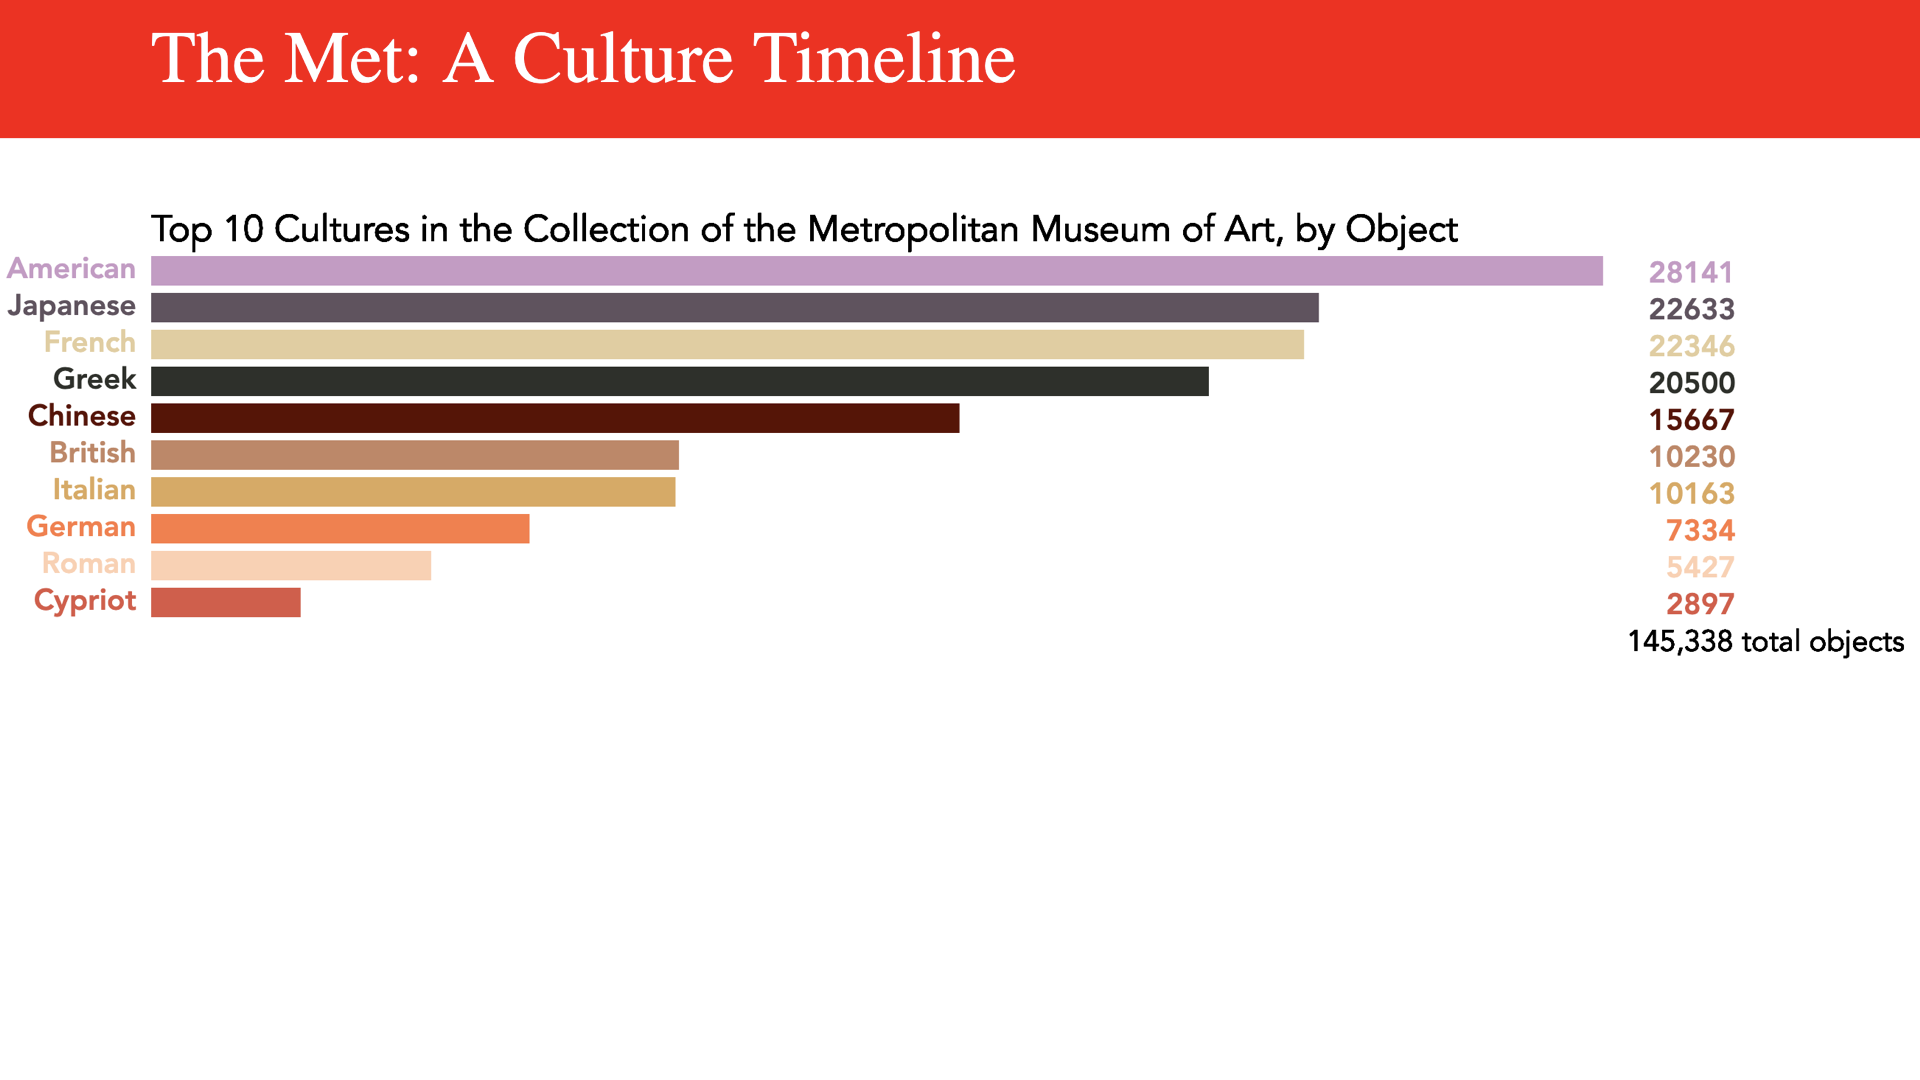 The Met: A Culture Timeline
Top 10 Cultures in the Collection of the Metropolitan Museum of Art, by Object
American 28141
Japanese 22633
French 22346
Greek 20500
Chinese 15667
British 10230
Italian 10163
German 7334
Roman 5427
Cypriot 2897
145,338 total objects